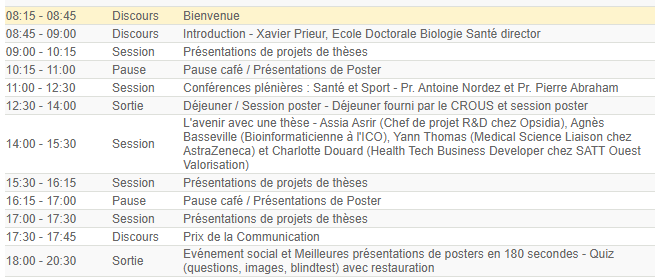 08:15 - 08:45 Discours Bienvenue
08:45 - 09:00 Discours Introduction - Xavier Prieur, Ecole Doctorale Biologie Santé director
09:00 - 10:15 Session Présentations de projets de thèses
10:15 - 11:00 Pause Pause café / Présentations de Poster
11:00 - 12:30 Session Conférences plénières : Santé et Sport - Pr. Antoine Nordez et Pr. Pierre Abraham
12:30 - 14:00 Sortie Déjeuner / Session poster - Déjeuner fourni par le CROUS et session poster
14:00 - 15:30 Session L'avenir avec une thèse - Assia Asrir (Chef de projet R&D chez Opsidia), Agnès
Basseville (Bioinformaticienne à l'ICO), Yann Thomas (Medical Science Liaison chez
AstraZeneca) et Charlotte Douard (Health Tech Business Developer chez SATT Ouest
Valorisation)
15:30 - 16:15 Session Présentations de projets de thèses
16:15 - 17:00 Pause Pause café / Présentations de Poster
17:00 - 17:30 Session Présentations de projets de thèses
17:30 - 17:45 Discours Prix de la Communication
18:00 - 20:30 Sortie Evénement social et Meilleures présentations de posters en 180 secondes - Quiz
(questions, images, blindtest) avec restauration